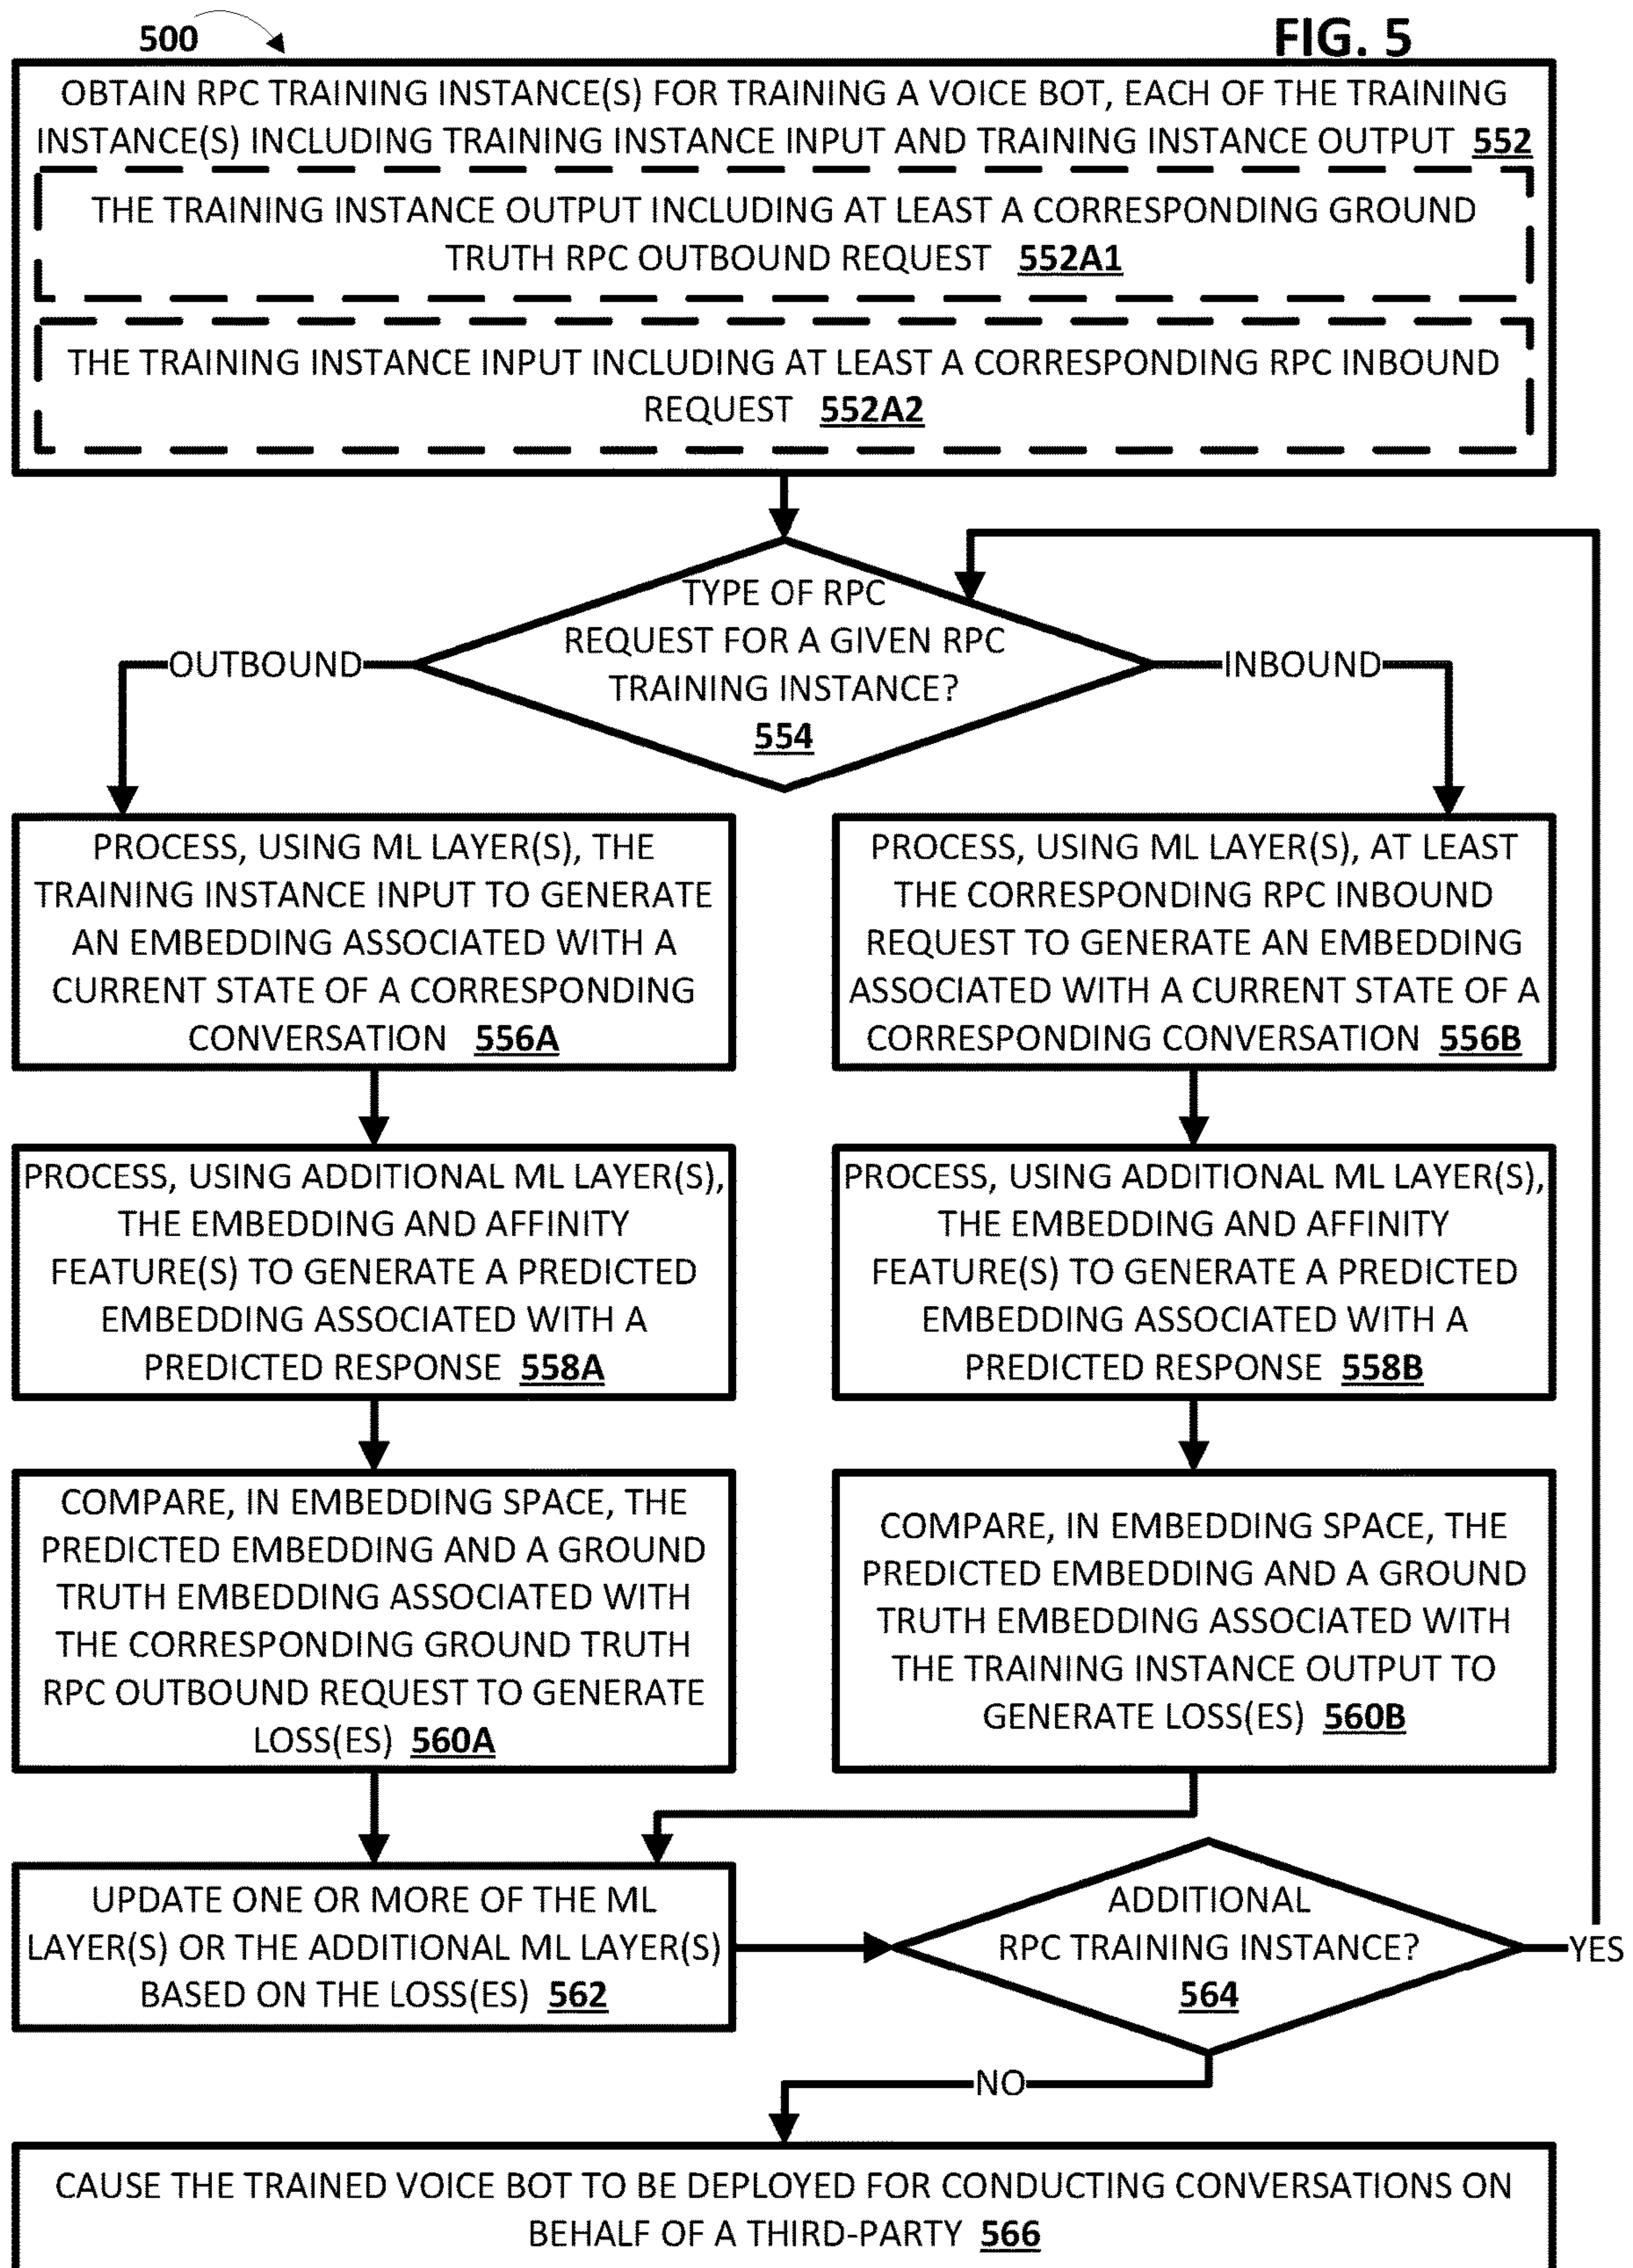 500
FIG. 5
OBTAIN RPC TRAINING INSTANCE(S) FOR TRAINING A VOICE BOT, EACH OF THE TRAINING
INSTANCE(S) INCLUDING TRAINING INSTANCE INPUT AND TRAINING INSTANCE OUTPUT 552
THE TRAINING INSTANCE OUTPUT INCLUDING AT LEAST A CORRESPONDING GROUND
TRUTH RPC OUTBOUND REQUEST 552A1
THE TRAINING INSTANCE INPUT INCLUDING AT LEAST A CORRESPONDING RPC INBOUND
REQUEST 552A2
TYPE OF RPC
REQUEST FOR A GIVEN RPC
TRAINING INSTANCE?
554
OUTBOUND
INBOUND
PROCESS, USING ML LAYER(S), THE
TRAINING INSTANCE INPUT TO GENERATE
AN EMBEDDING ASSOCIATED WITH A
CURRENT STATE OF A CORRESPONDING
CONVERSATION 556A
PROCESS, USING ML LAYER(S), AT LEAST
THE CORRESPONDING RPC INBOUND
REQUEST TO GENERATE AN EMBEDDING
ASSOCIATED WITH A CURRENT STATE OF A
CORRESPONDING CONVERSATION 556B
PROCESS, USING ADDITIONAL ML LAYER(S),
THE EMBEDDING AND AFFINITY
FEATURE(S) TO GENERATE A PREDICTED
EMBEDDING ASSOCIATED WITH A
PREDICTED RESPONSE 558A
PROCESS, USING ADDITIONAL ML LAYER(S),
THE EMBEDDING AND AFFINITY
FEATURE(S) TO GENERATE A PREDICTED
EMBEDDING ASSOCIATED WITH A
PREDICTED RESPONSE 558B
COMPARE, IN EMBEDDING SPACE, THE
PREDICTED EMBEDDING AND A GROUND
TRUTH EMBEDDING ASSOCIATED WITH
THE CORRESPONDING GROUND TRUTH
RPC OUTBOUND REQUEST TO GENERATE
LOSS(ES) 560A
COMPARE, IN EMBEDDING SPACE, THE
PREDICTED EMBEDDING AND A GROUND
TRUTH EMBEDDING ASSOCIATED WITH
THE TRAINING INSTANCE OUTPUT TO
GENERATE LOSS(ES) 560B
UPDATE ONE OR MORE OF THE ML
LAYER(S) OR THE ADDITIONAL ML LAYER(S)
BASED ON THE LOSS(ES) 562
ADDITIONAL
RPC TRAINING INSTANCE?
564
YES
NO
CAUSE THE TRAINED VOICE BOT TO BE DEPLOYED FOR CONDUCTING CONVERSATIONS ON
BEHALF OF A THIRD-PARTY 566